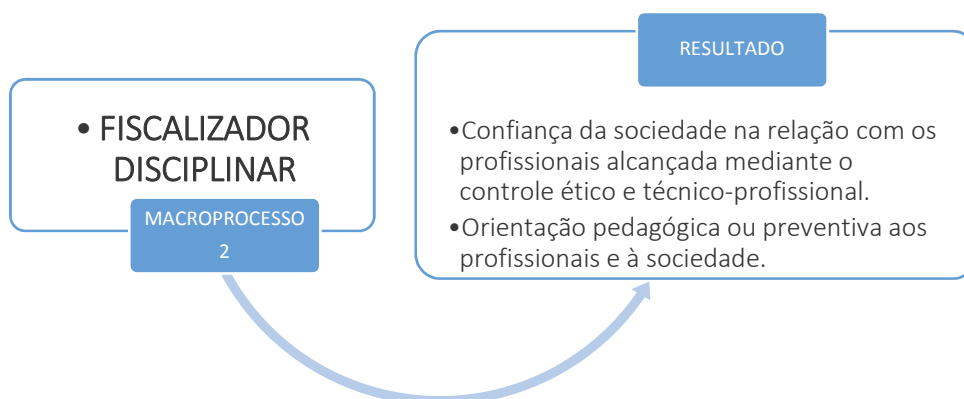 • FISCALIZADOR
DISCIPLINAR
MACROPROCESSO
2
RESULTADO
•Confiança da sociedade na relação com os
profissionais alcançada mediante o
controle ético e técnico-profissional.
•Orientação pedagógica ou preventiva aos
profissionais e à sociedade.